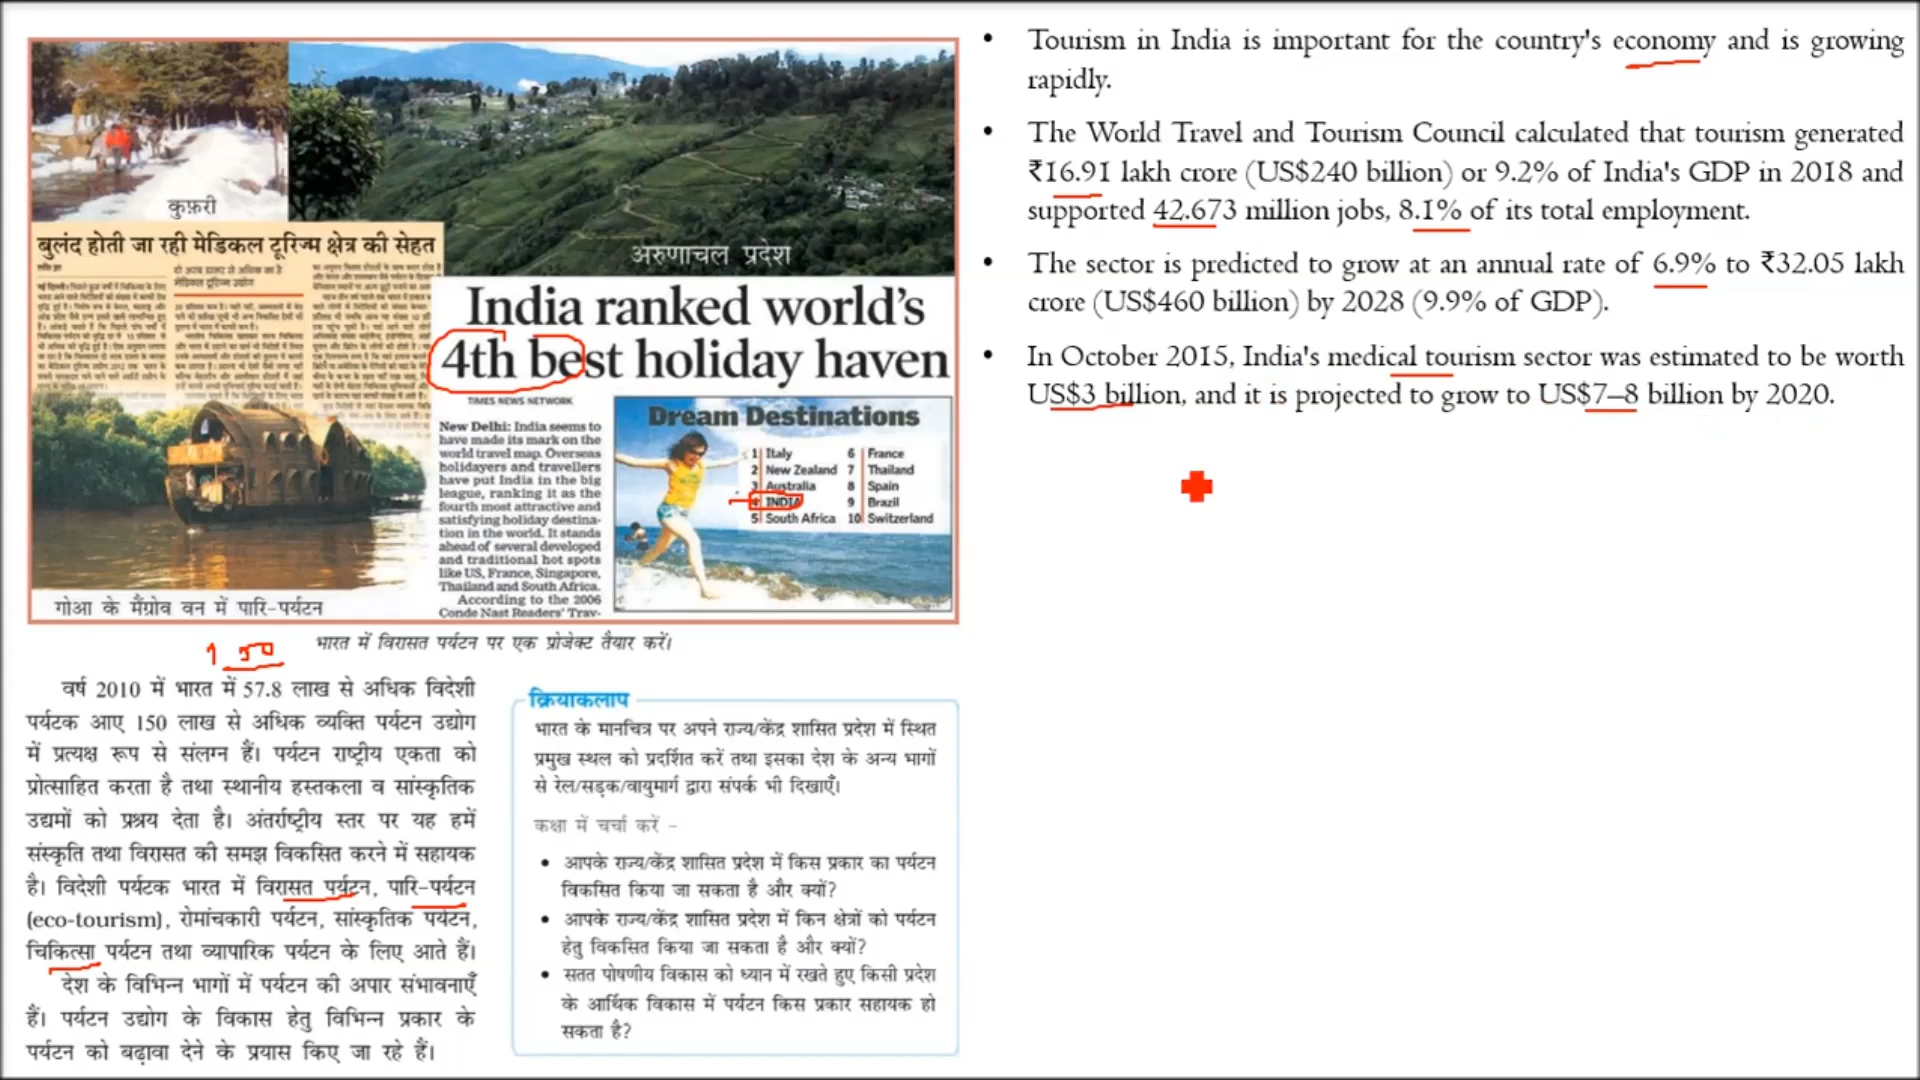 कुफ़री
अरुणाचल प्रदेश
बुलंद होती जा रही मेडिकल टूरिज्म क्षेत्र की सेहत
दो अरब डालर से अधिक का है
मेडिकल टूरिज्म उद्योग
India ranked world's
4th best holiday haven
TIMES NEWS NETWORK
New Delhi: India seems to
have made its mark on the
world travel map. Overseas
holidayers and travellers
have put India in the big
league, ranking it as the
fourth most attractive and
satisfying holiday destina-
tion in the world. It stands
ahead of several developed
and traditional hot spots
like US, France, Singapore,
Thailand and South Africa.
According to the 2006
Conde Nast Readers' Trav-
Dream Destinations
1 Italy 6 France
2 New Zealand 7 Thailand
3 Australia 8 Spain
4 INDIA 9 Brazil
5 South Africa 10 Switzerland
गोआ के मैंग्रोव वन में पारि-पर्यटन
भारत में विरासत पर्यटन पर एक प्रोजेक्ट तैयार करें।
1 50
वर्ष 2010 में भारत में 57.8 लाख से अधिक विदेशी
पर्यटक आए 150 लाख से अधिक व्यक्ति पर्यटन उद्योग
में प्रत्यक्ष रूप से संलग्न हैं। पर्यटन राष्ट्रीय एकता को
प्रोत्साहित करता है तथा स्थानीय हस्तकला व सांस्कृतिक
उद्यमों को प्रश्रय देता है। अंतर्राष्ट्रीय स्तर पर यह हमें
संस्कृति तथा विरासत की समझ विकसित करने में सहायक
है। विदेशी पर्यटक भारत में विरासत पर्यटन, पारि-पर्यटन
(eco-tourism), रोमांचकारी पर्यटन, सांस्कृतिक पर्यटन,
चिकित्सा पर्यटन तथा व्यापारिक पर्यटन के लिए आते हैं।
देश के विभिन्न भागों में पर्यटन की अपार संभावनाएँ
हैं। पर्यटन उद्योग के विकास हेतु विभिन्न प्रकार के
पर्यटन को बढ़ावा देने के प्रयास किए जा रहे हैं।
क्रियाकलाप
भारत के मानचित्र पर अपने राज्य/केंद्र शासित प्रदेश में स्थित
प्रमुख स्थल को प्रदर्शित करें तथा इसका देश के अन्य भागों
से रेल/सड़क/वायुमार्ग द्वारा संपर्क भी दिखाएँ।
कक्षा में चर्चा करें –
• आपके राज्य/केंद्र शासित प्रदेश में किस प्रकार का पर्यटन
विकसित किया जा सकता है और क्यों?
• आपके राज्य/केंद्र शासित प्रदेश में किन क्षेत्रों को पर्यटन
हेतु विकसित किया जा सकता है और क्यों?
• सतत पोषणीय विकास को ध्यान में रखते हुए किसी प्रदेश
के आर्थिक विकास में पर्यटन किस प्रकार सहायक हो
सकता है?
• Tourism in India is important for the country's economy and is growing
rapidly.
• The World Travel and Tourism Council calculated that tourism generated
₹16.91 lakh crore (US$240 billion) or 9.2% of India's GDP in 2018 and
supported 42.673 million jobs, 8.1% of its total employment.
• The sector is predicted to grow at an annual rate of 6.9% to ₹32.05 lakh
crore (US$460 billion) by 2028 (9.9% of GDP).
• In October 2015, India's medical tourism sector was estimated to be worth
US$3 billion, and it is projected to grow to US$7–8 billion by 2020.